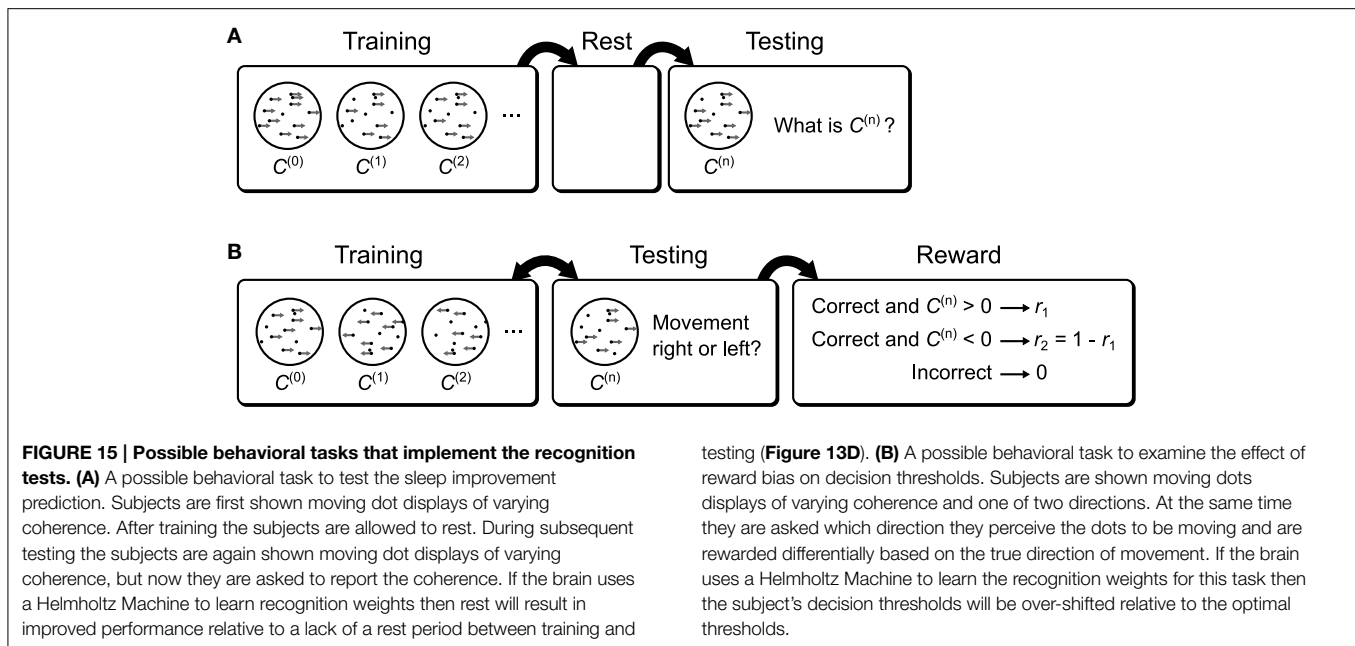 A
Training
Rest
Testing
C(0)
C(1)
C(2)
...
C(n)
What is C(n) ?
B
Training
Testing
Reward
C(0)
C(1)
C(2)
...
C(n)
Movement
right or left?
Correct and C(n) > 0 → r1
Correct and C(n) < 0 → r2 = 1 - r1
Incorrect → 0
FIGURE 15 | Possible behavioral tasks that implement the recognition
tests. (A) A possible behavioral task to test the sleep improvement
prediction. Subjects are first shown moving dot displays of varying
coherence. After training the subjects are allowed to rest. During subsequent
testing the subjects are again shown moving dot displays of varying
coherence, but now they are asked to report the coherence. If the brain uses
a Helmholtz Machine to learn recognition weights then rest will result in
improved performance relative to a lack of a rest period between training and
testing (Figure 13D). (B) A possible behavioral task to examine the effect of
reward bias on decision thresholds. Subjects are shown moving dots
displays of varying coherence and one of two directions. At the same time
they are asked which direction they perceive the dots to be moving and are
rewarded differentially based on the true direction of movement. If the brain
uses a Helmholtz Machine to learn the recognition weights for this task then
the subject's decision thresholds will be over-shifted relative to the optimal
thresholds.